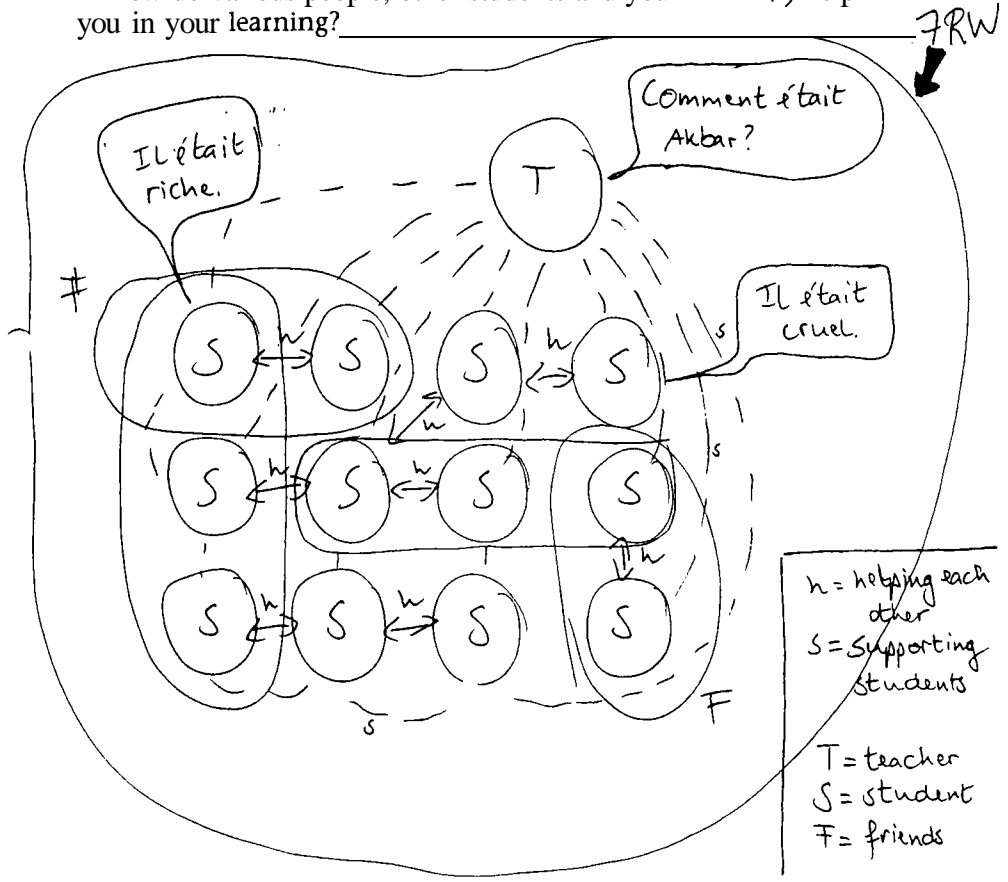 you in your learning?
7RW
Comment était
Akbar?
Il était
riche.
T
F
Il était
cruel.
s
S
h
S
S
h
S
h
s
S
h
S
h
S
S
h
S
h
S
h
S
S
F
s
h = helping each
other
s = supporting
students
T = teacher
S = student
F = friends